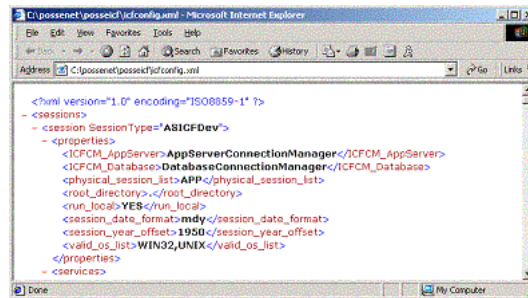 C:\possenet\posseicf\icfconfig.xml - Microsoft Internet Explorer
File Edit View Favorites Tools Help
Back Search Favorites History
Address C:\possenet\posseicf\icfconfig.xml Go Links
<?xml version="1.0" encoding="ISO8859-1" ?>
- <sessions>
- <session SessionType="ASICFDev">
- <properties>
<ICFCM_AppServer>AppServerConnectionManager</ICFCM_AppServer>
<ICFCM_Database>DatabaseConnectionManager</ICFCM_Database>
<physical_session_list>APP</physical_session_list>
<root_directory>.</root_directory>
<run_local>YES</run_local>
<session_date_format>mdy</session_date_format>
<session_year_offset>1950</session_year_offset>
<valid_os_list>WIN32,UNIX</valid_os_list>
</properties>
- <services>
Done My Computer